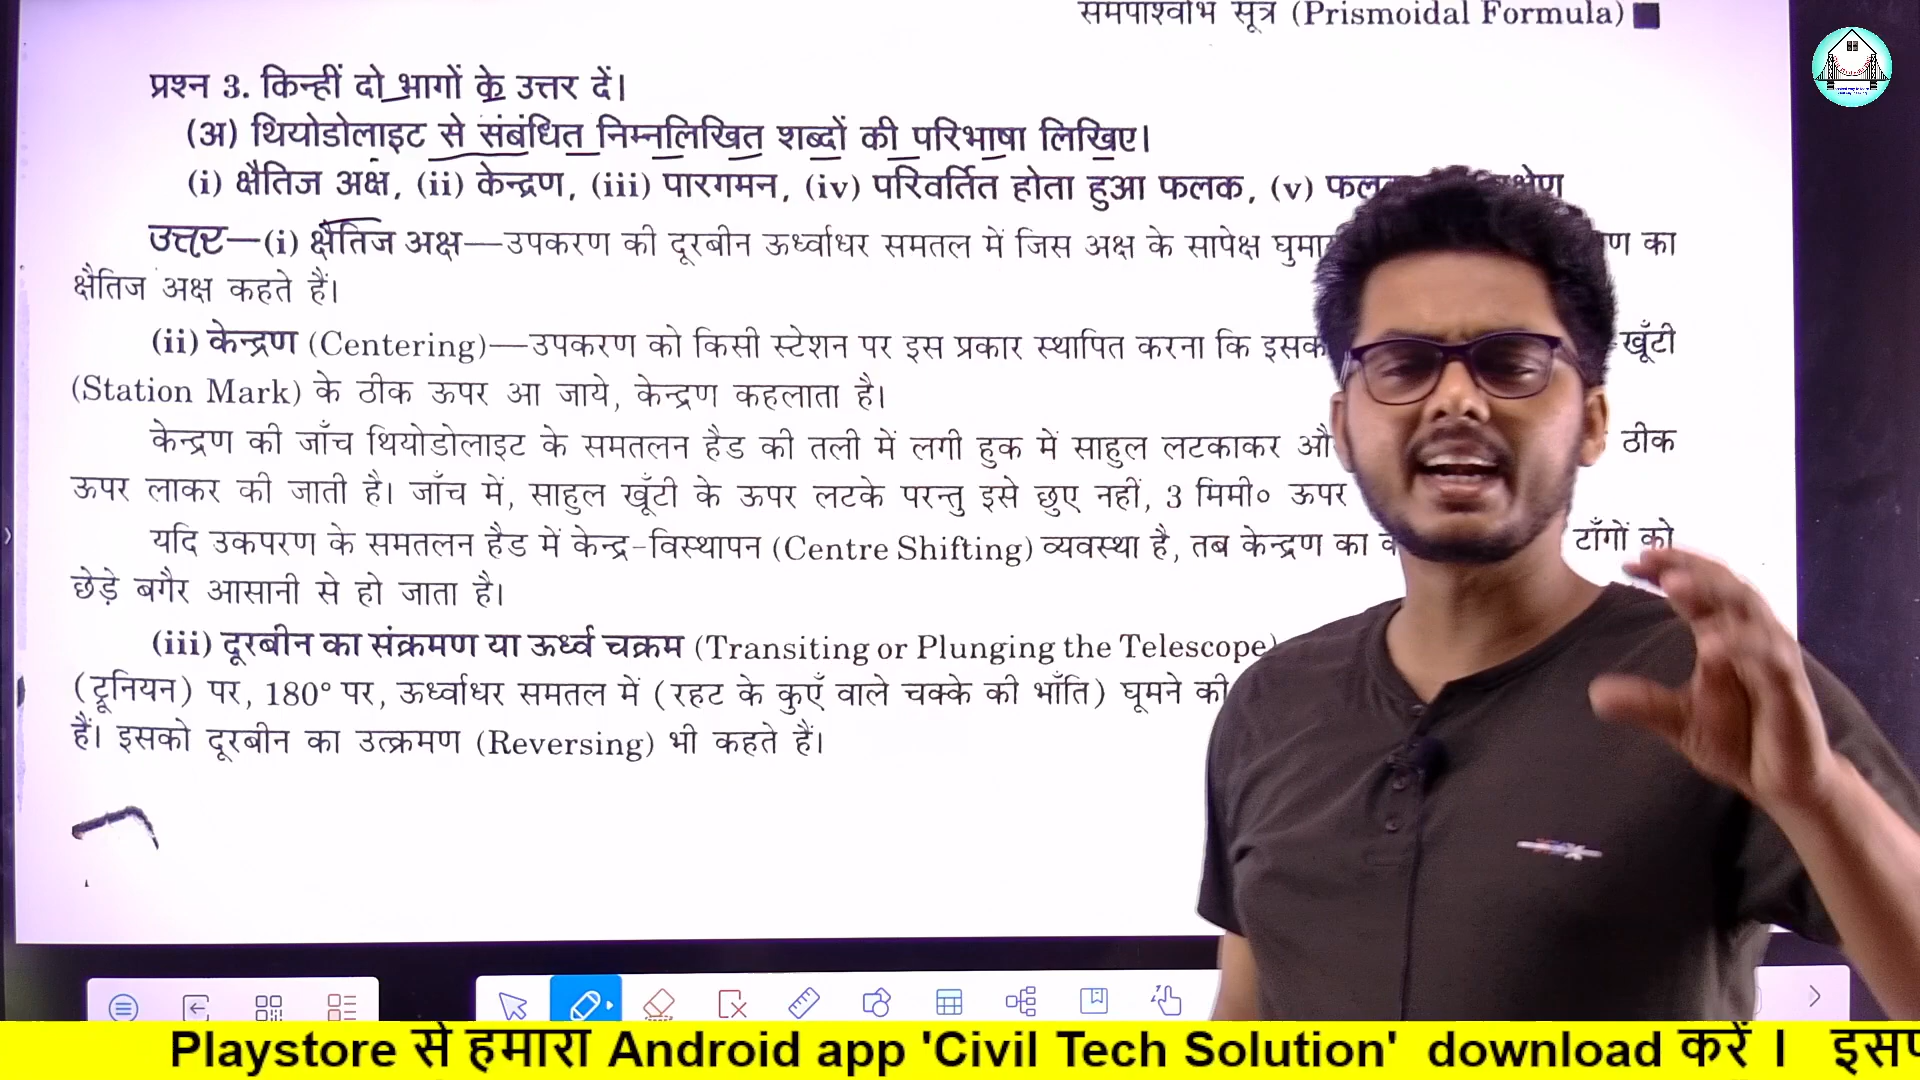 समपार्श्वाभ सूत्र (Prismoidal Formula)
प्रश्न 3. किन्हीं दो भागों के उत्तर दें।
(अ) थियोडोलाइट से संबंधित निम्नलिखित शब्दों की परिभाषा लिखिए।
(i) क्षैतिज अक्ष, (ii) केन्द्रण, (iii) पारगमन, (iv) परिवर्तित होता हुआ फलक, (v)
उत्तर—(i) क्षैतिज अक्ष—उपकरण की दूरबीन ऊर्ध्वाधर समतल में जिस अक्ष के सापेक्ष का
क्षैतिज अक्ष कहते हैं।
(ii) केन्द्रण (Centering)—उपकरण को किसी स्टेशन पर इस प्रकार स्थापित करना कि खूँटी
(Station Mark) के ठीक ऊपर आ जाये, केन्द्रण कहलाता है।
केन्द्रण की जाँच थियोडोलाइट के समतलन हैड की तली में लगी हुक में साहुल लटकाकर ठीक
ऊपर लाकर की जाती है। जाँच में, साहुल खूँटी के ऊपर लटके परन्तु इसे छुए नहीं, 3 मिमी० ऊपर
यदि उकपरण के समतलन हैड में केन्द्र-विस्थापन (Centre Shifting) व्यवस्था है, तब केन्द्रण का टाँगों को
छेड़े बगैर आसानी से हो जाता है।
(iii) दूरबीन का संक्रमण या ऊर्ध्व चक्रम (Transiting or Plunging the Telescope)
(ट्रूनियन) पर, 180° पर, ऊर्ध्वाधर समतल में (रहट के कुएँ वाले चक्के की भाँति) घूमने की
हैं। इसको दूरबीन का उत्क्रमण (Reversing) भी कहते हैं।
Playstore से हमारा Android app 'Civil Tech Solution' download करें ।